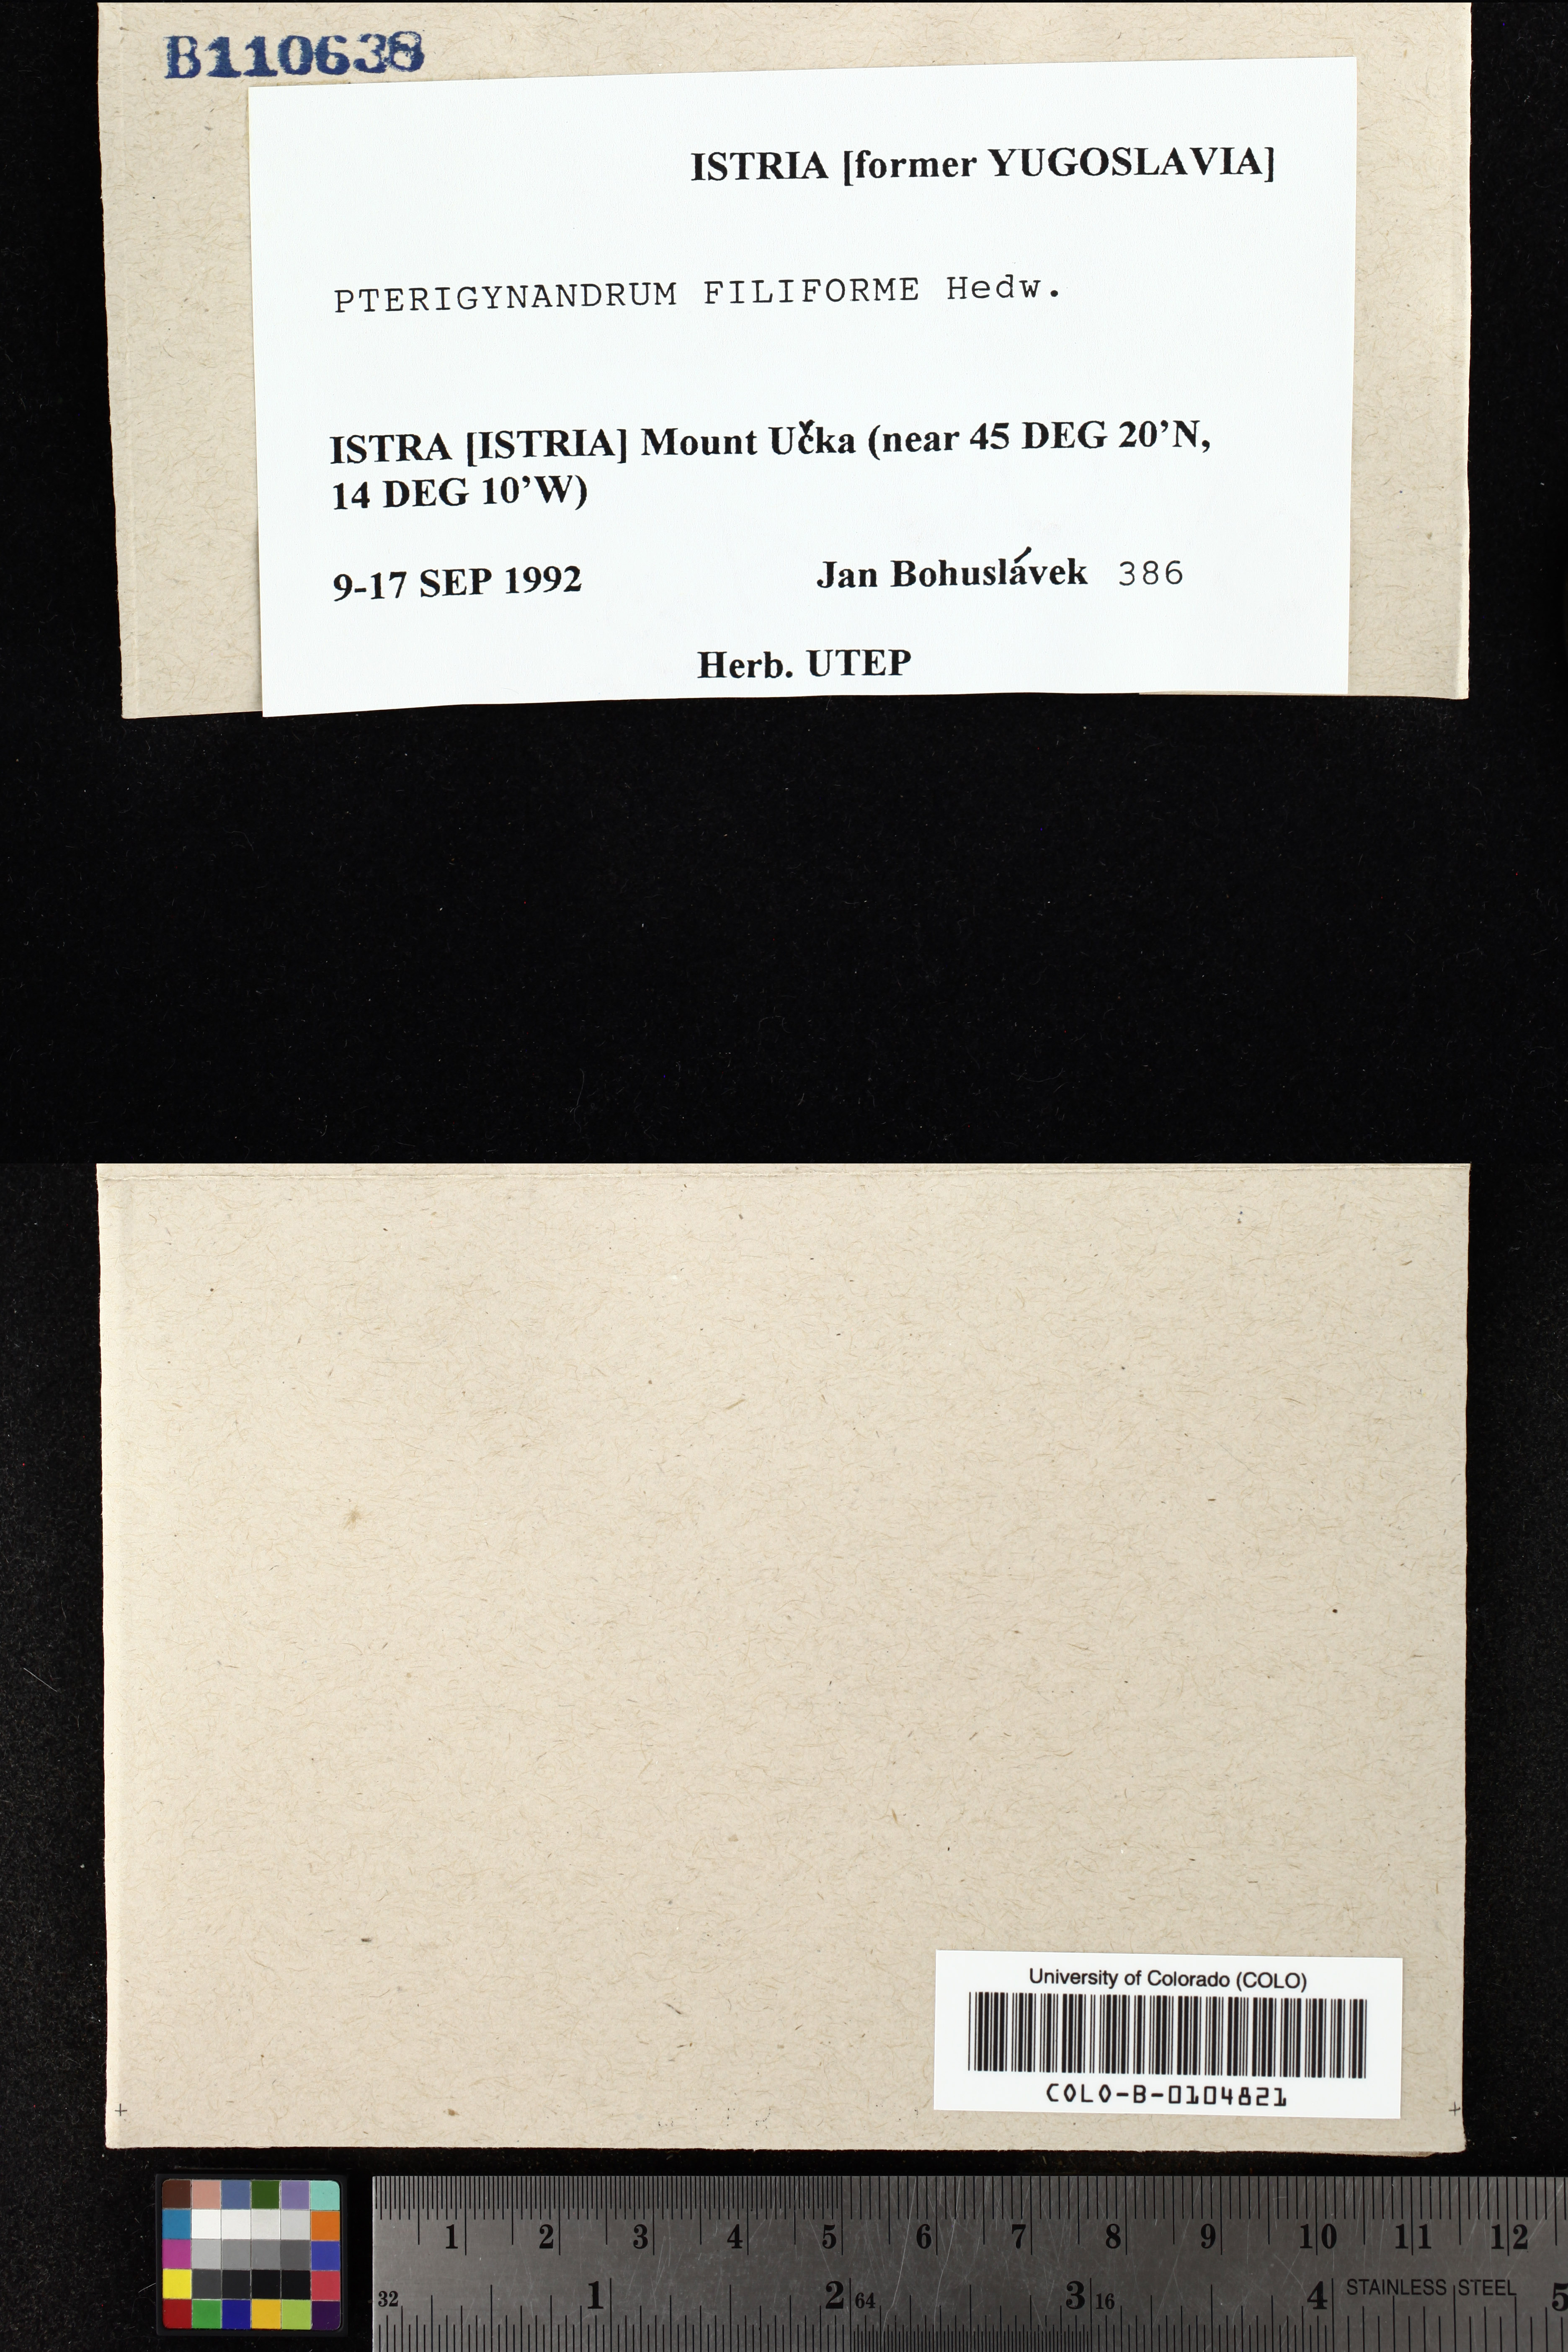 B110638
ISTRIA [former YUGOSLAVIA]
PTERIGYNANDRUM FILIFORME Hedw.
ISTRA [ISTRIA] Mount Učka (near 45 DEG 20’N,
14 DEG 10’W)
9-17 SEP 1992 Jan Bohuslávek 386
Herb. UTEP
University of Colorado (COLO)
COLO-B-0104821
1 2 3 4 5 6 7 8 9 10 11 12
32 1 2 64 3 16 4 STAINLESS STEEL 5